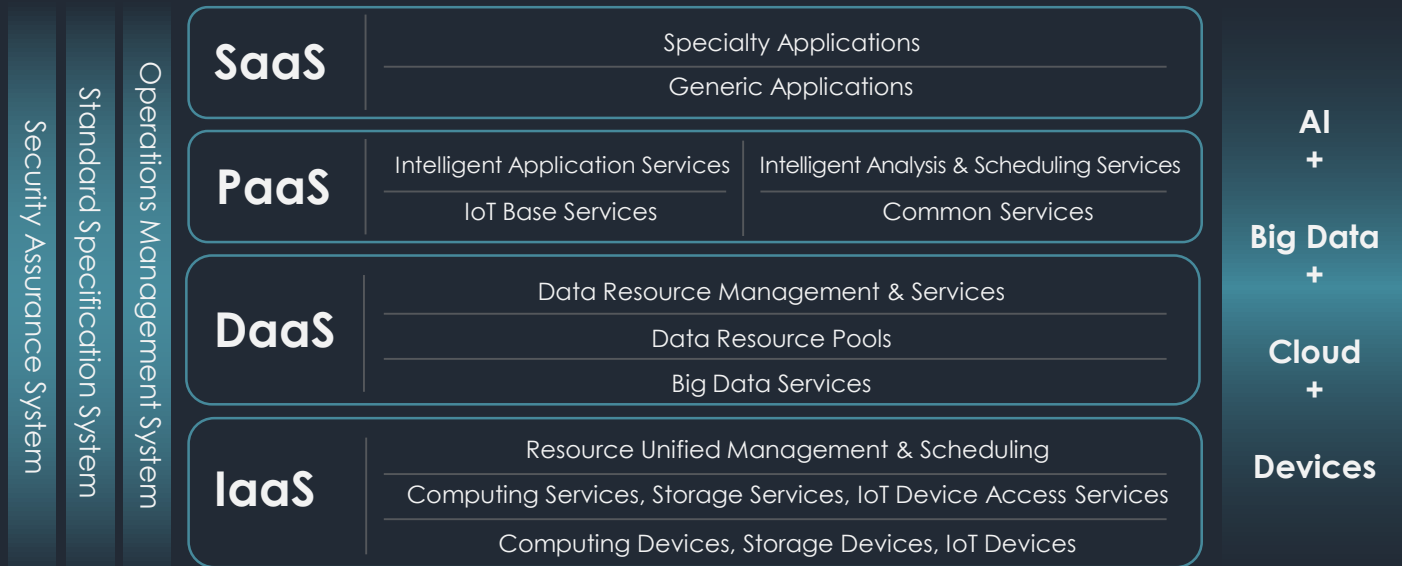 Security Assurance System
Standard Specification System
Operations Management System
SaaS
Specialty Applications
Generic Applications
PaaS
Intelligent Application Services
Intelligent Analysis & Scheduling Services
IoT Base Services
Common Services
DaaS
Data Resource Management & Services
Data Resource Pools
Big Data Services
IaaS
Resource Unified Management & Scheduling
Computing Services, Storage Services, IoT Device Access Services
Computing Devices, Storage Devices, IoT Devices
AI
+
Big Data
+
Cloud
+
Devices